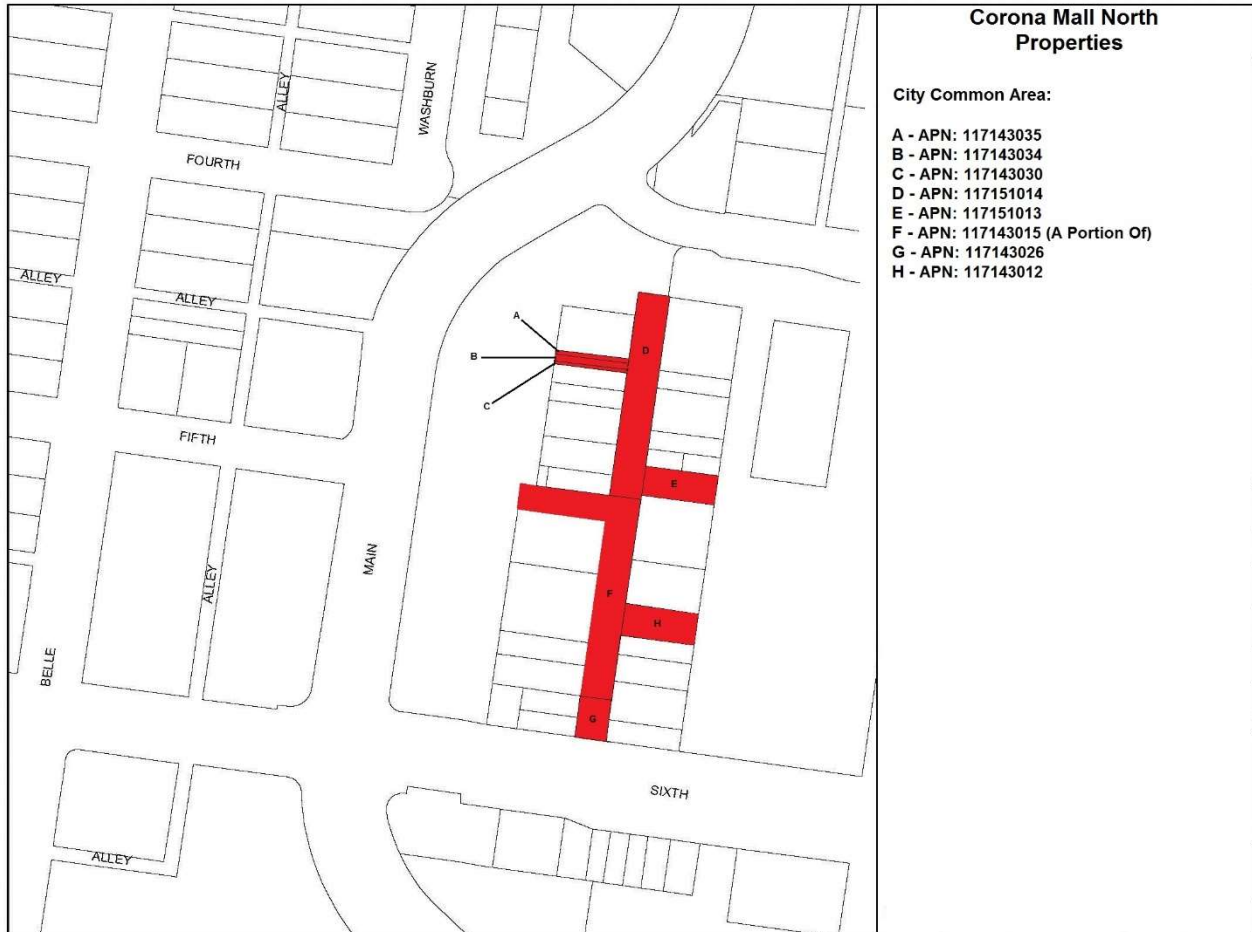 Corona Mall North
Properties
City Common Area:
A - APN: 117143035
B - APN: 117143034
C - APN: 117143030
D - APN: 117151014
E - APN: 117151013
F - APN: 117143015 (A Portion Of)
G - APN: 117143026
H - APN: 117143012
ALLEY
WASHBURN
FOURTH
ALLEY
ALLEY
A
B
C
D
FIFTH
E
MAIN
ALLEY
F
H
BELLE
G
SIXTH
ALLEY